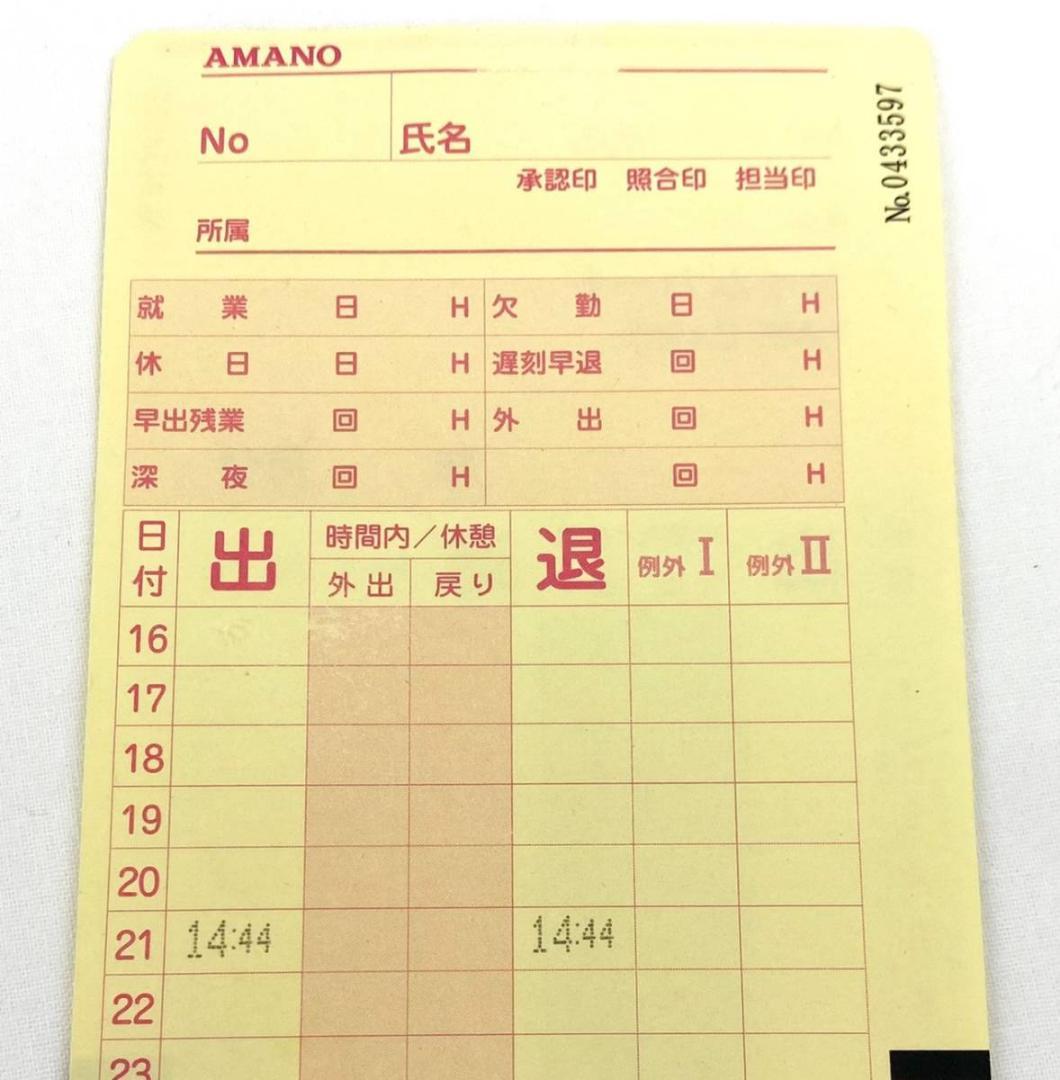 AMANO
No 氏名
No.0433597
承認印 照合印 担当印
所属
就業 日 H 欠勤 日 H
休日 日 H 遅刻早退 回 H
早出残業 回 H 外出 回 H
深夜 回 H 回 H
日付 出 時間内/休憩 退 例外 I 例外 II
外出 戻り
16
17
18
19
20
21 14:44 14:44
22
23